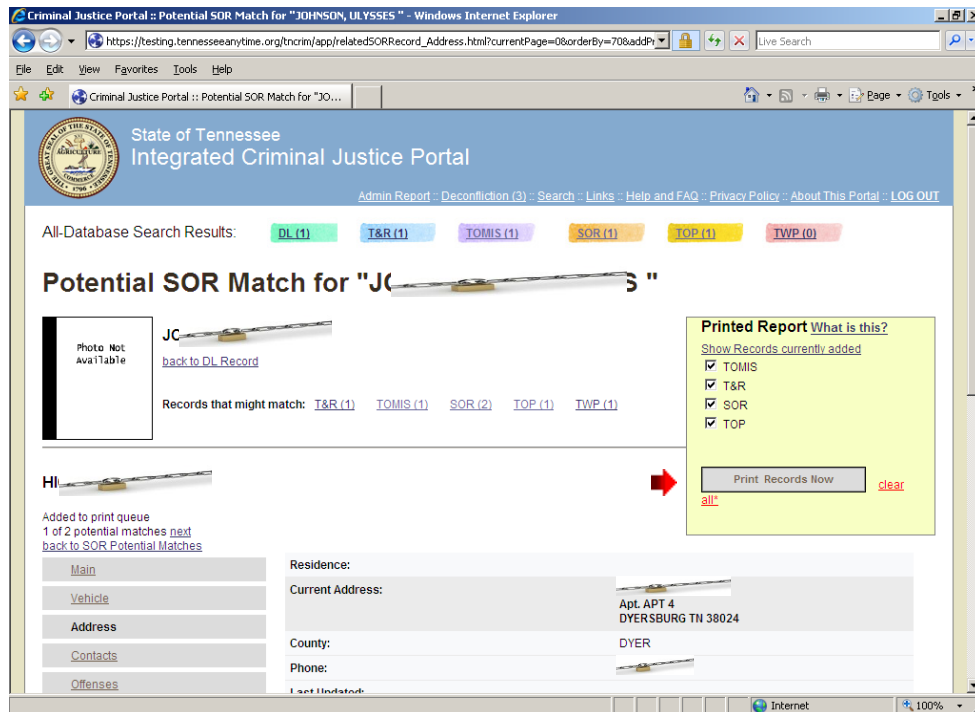 Criminal Justice Portal :: Potential SOR Match for "JOHNSON, ULYSSES " - Windows Internet Explorer
https://testing.tennesseeanytime.org/tncrim/app/relatedSORRecord_Address.html?currentPage=0&orderBy=70&addPr
Live Search
File Edit View Favorites Tools Help
Criminal Justice Portal :: Potential SOR Match for "JO...
Page Tools
State of Tennessee
Integrated Criminal Justice Portal
Admin Report :: Deconfliction (3) :: Search :: Links :: Help and FAQ :: Privacy Policy :: About This Portal :: LOG OUT
All-Database Search Results: DL (1) T&R (1) TOMIS (1) SOR (1) TOP (1) TWP (0)
Potential SOR Match for "J S "
Photo Not
Available
back to DL Record
Records that might match: T&R (1) TOMIS (1) SOR (2) TOP (1) TWP (1)
Printed Report What is this?
Show Records currently added
TOMIS
T&R
SOR
TOP
Print Records Now clear
all*
HI
Added to print queue
1 of 2 potential matches next
back to SOR Potential Matches
Main
Vehicle
Address
Contacts
Offenses
Residence:
Current Address:
Apt. APT 4
DYERSBURG TN 38024
County: DYER
Phone:
Last Updated:
Internet 100%